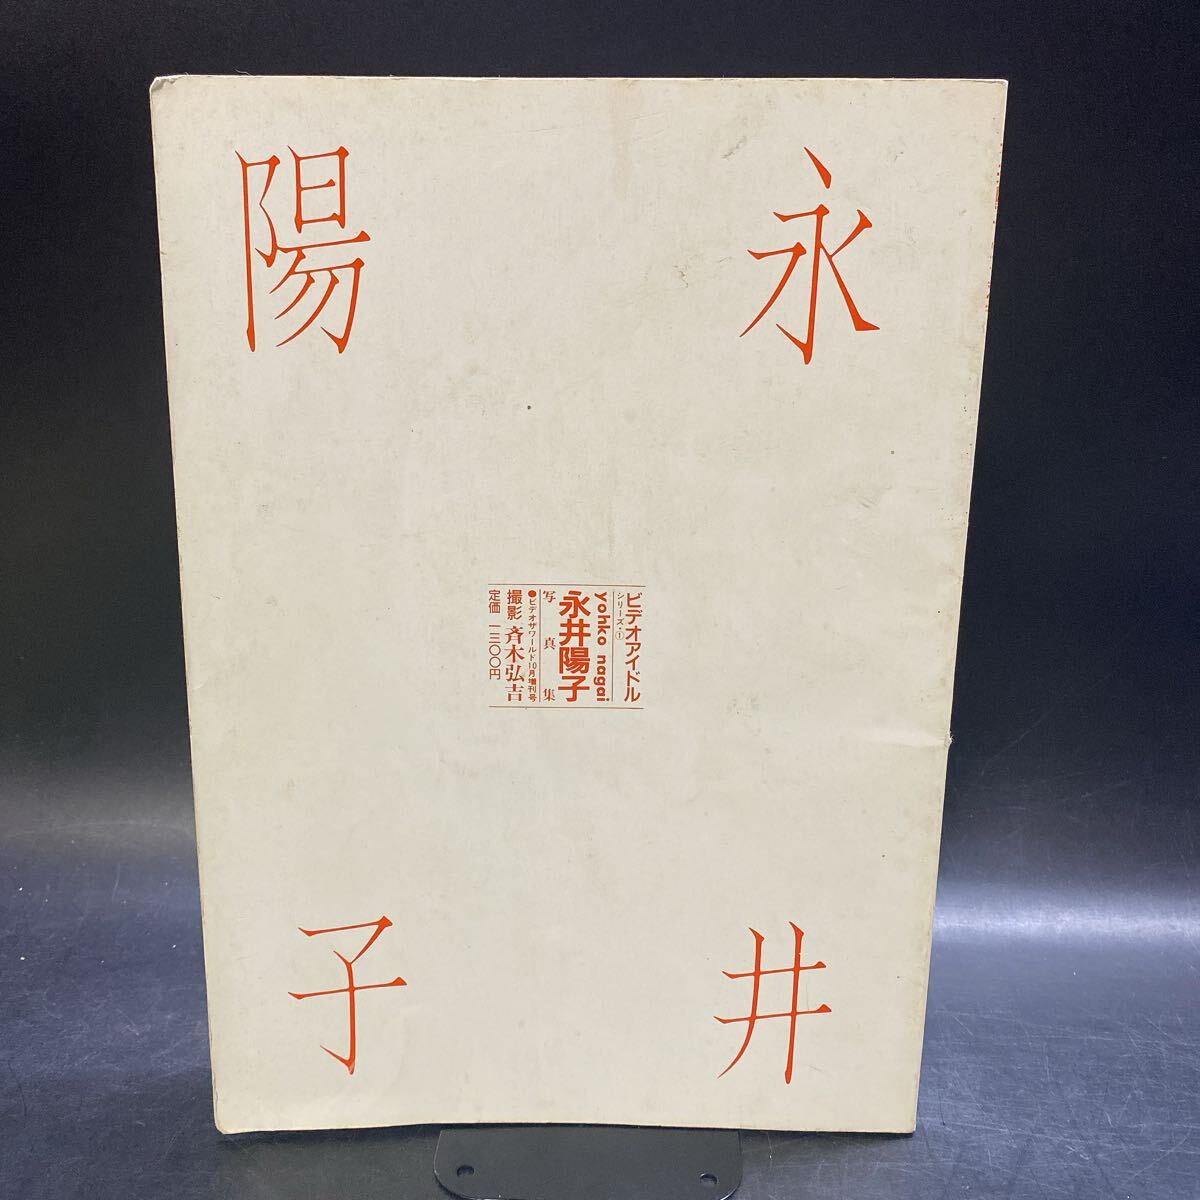 永井
陽子
ビデオアイドル
シリーズ・①
yohko nagai
永井陽子
写真集
●ビデオザワールド10月増刊号
撮影 斉木弘吉
定価 一三〇〇円